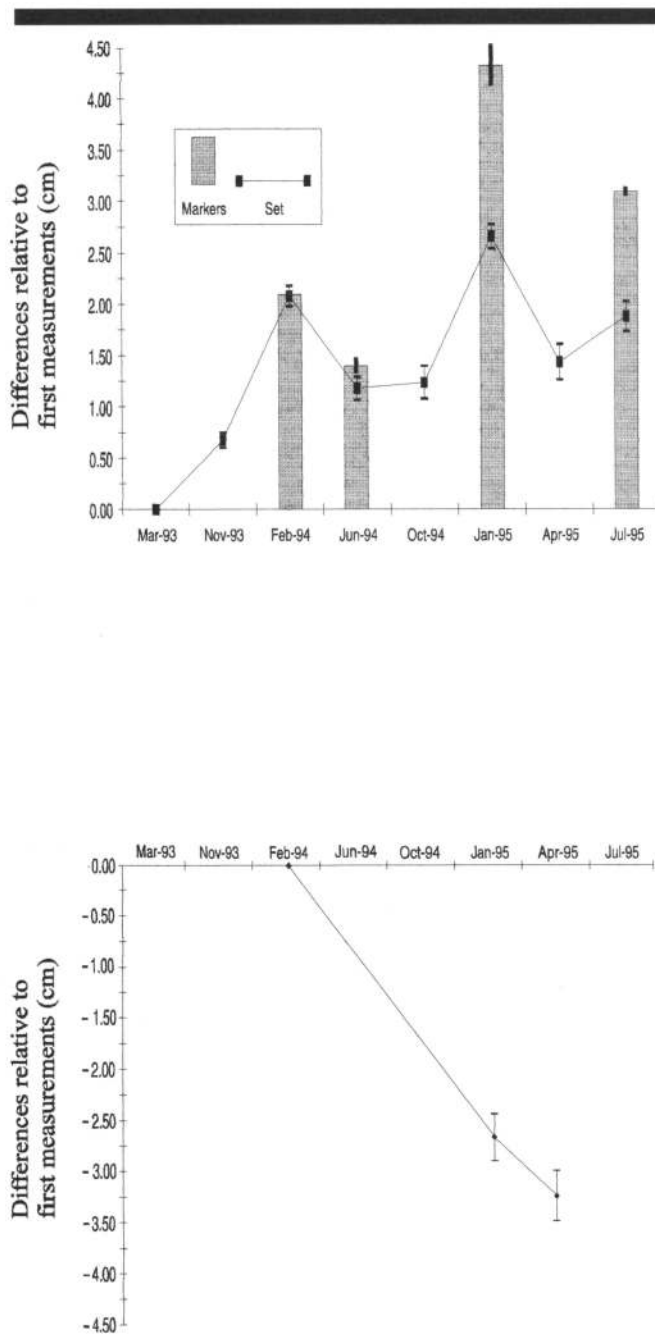 Differences relative to
first measurements (cm)
4.50
4.00
3.50
3.00
2.50
2.00
1.50
1.00
0.50
0.00
Markers Set
Mar-93 Nov-93 Feb-94 Jun-94 Oct-94 Jan-95 Apr-95 Jul-95
Differences relative to
first measurements (cm)
Mar-93 Nov-93 Feb-94 Jun-94 Oct-94 Jan-95 Apr-95 Jul-95
-0.00
-0.50
-1.00
-1.50
-2.00
-2.50
-3.00
-3.50
-4.00
-4.50